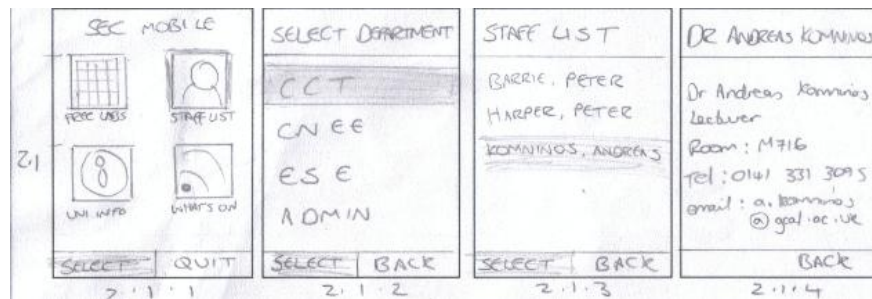 SEC MOBILE
FREE LABS
STAFF LIST
2.1
UNI INFO
WHAT'S ON
SELECT
QUIT
2.1.1
SELECT DEPARTMENT
CCT
CNEE
ESE
ADMIN
SELECT
BACK
2.1.2
STAFF LIST
BARRIE, PETER
HARPER, PETER
KOMNINOS, ANDREAS
SELECT
BACK
2.1.3
DR ANDREAS KOMNINOS
Dr Andreas Komninos
Lecturer
Room: M716
Tel: 0141 331 3095
email: a.komninos
@gcal.ac.uk
BACK
2.1.4